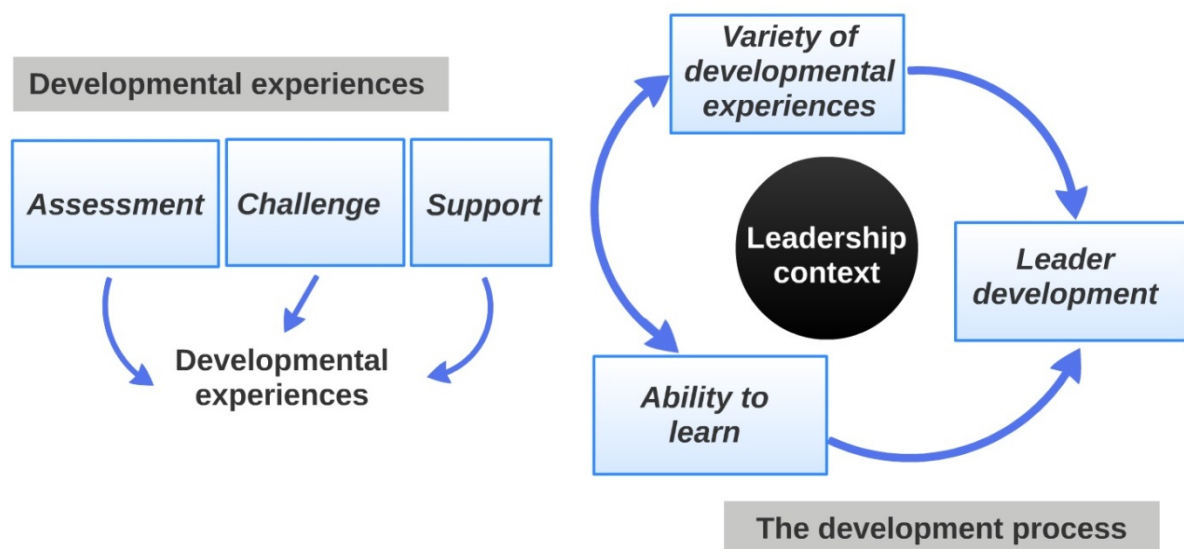 Developmental experiences
Assessment
Challenge
Support
Developmental
experiences
Variety of
developmental
experiences
Leadership
context
Leader
development
Ability to
learn
The development process